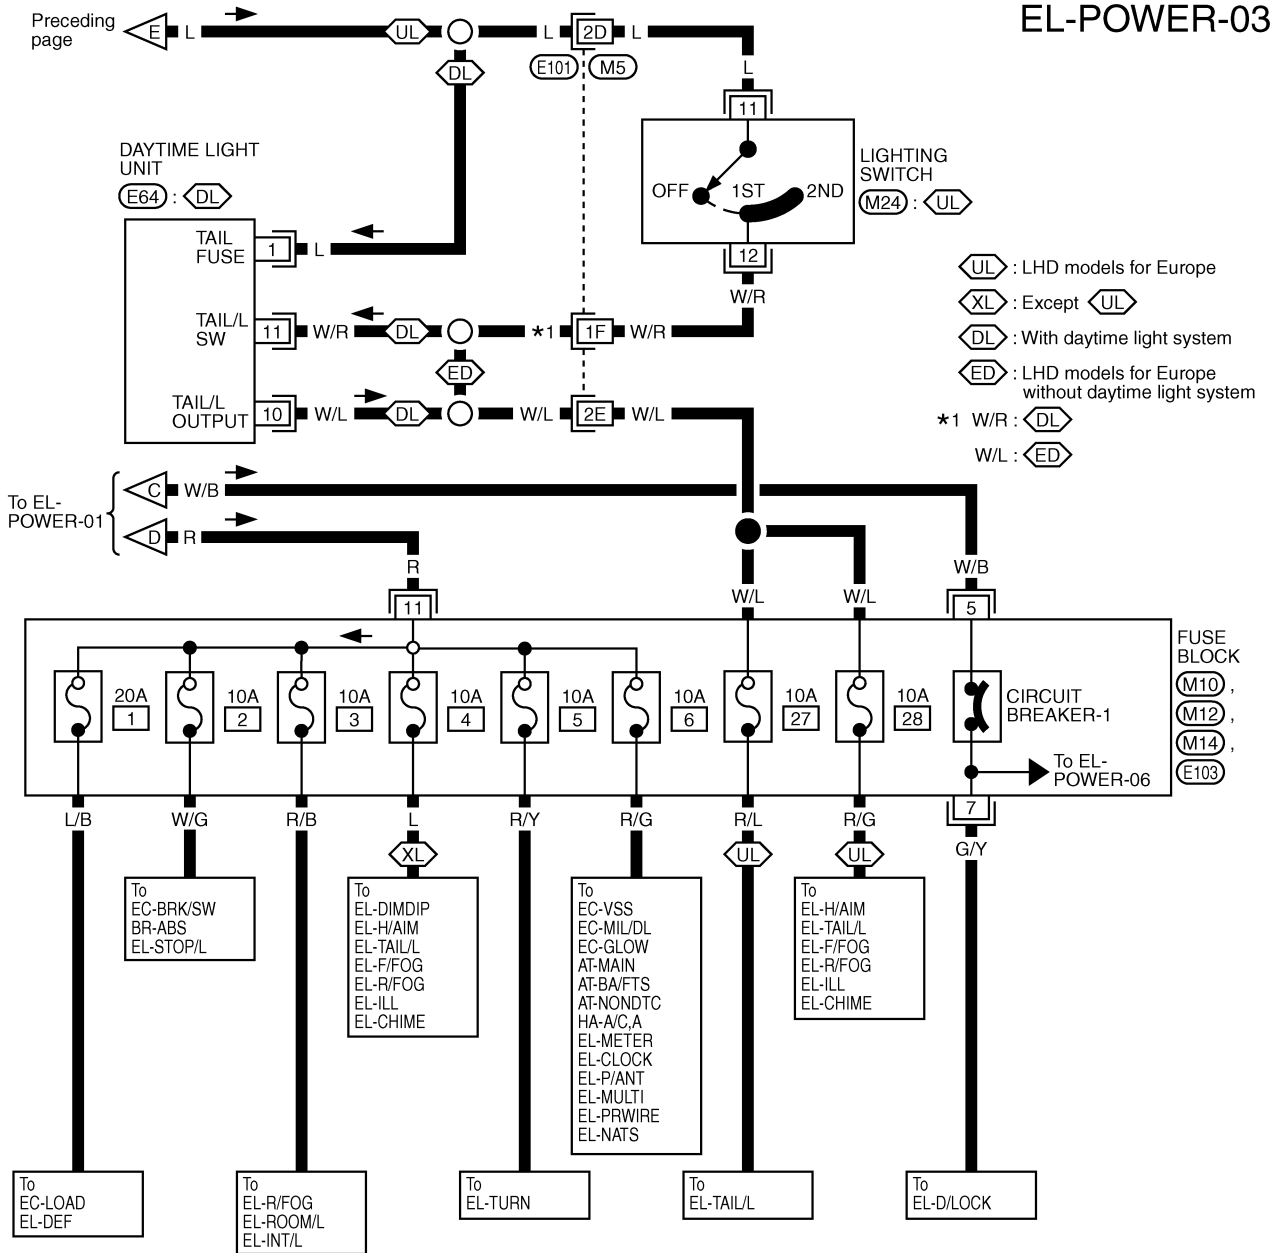 EL-POWER-03
Preceding
page
E
L
UL
L
2D
L
E101
M5
L
DL
11
DAYTIME LIGHT
UNIT
E64 : DL
OFF
1ST
2ND
LIGHTING
SWITCH
M24 : UL
TAIL
FUSE
1
L
12
W/R
UL : LHD models for Europe
XL : Except UL
TAIL/L
SW
11
W/R
DL
*1
1F
W/R
DL : With daytime light system
ED
ED : LHD models for Europe
without daytime light system
TAIL/L
OUTPUT
10
W/L
DL
W/L
2E
W/L
*1 W/R : DL
W/L : ED
To EL-
POWER-01
C
W/B
D
R
R
W/L
W/L
W/B
11
5
FUSE
BLOCK
M10 ,
M12 ,
M14 ,
E103
20A
1
10A
2
10A
3
10A
4
10A
5
10A
6
10A
27
10A
28
CIRCUIT
BREAKER-1
To EL-
POWER-06
7
L/B
W/G
R/B
L
R/Y
R/G
R/L
R/G
G/Y
XL
UL
UL
To
EC-BRK/SW
BR-ABS
EL-STOP/L
To
EL-DIMDIP
EL-H/AIM
EL-TAIL/L
EL-F/FOG
EL-R/FOG
EL-ILL
EL-CHIME
To
EC-VSS
EC-MIL/DL
EC-GLOW
AT-MAIN
AT-BA/FTS
AT-NONDTC
HA-A/C,A
EL-METER
EL-CLOCK
EL-P/ANT
EL-MULTI
EL-PRWIRE
EL-NATS
To
EL-H/AIM
EL-TAIL/L
EL-F/FOG
EL-R/FOG
EL-ILL
EL-CHIME
To
EC-LOAD
EL-DEF
To
EL-R/FOG
EL-ROOM/L
EL-INT/L
To
EL-TURN
To
EL-TAIL/L
To
EL-D/LOCK